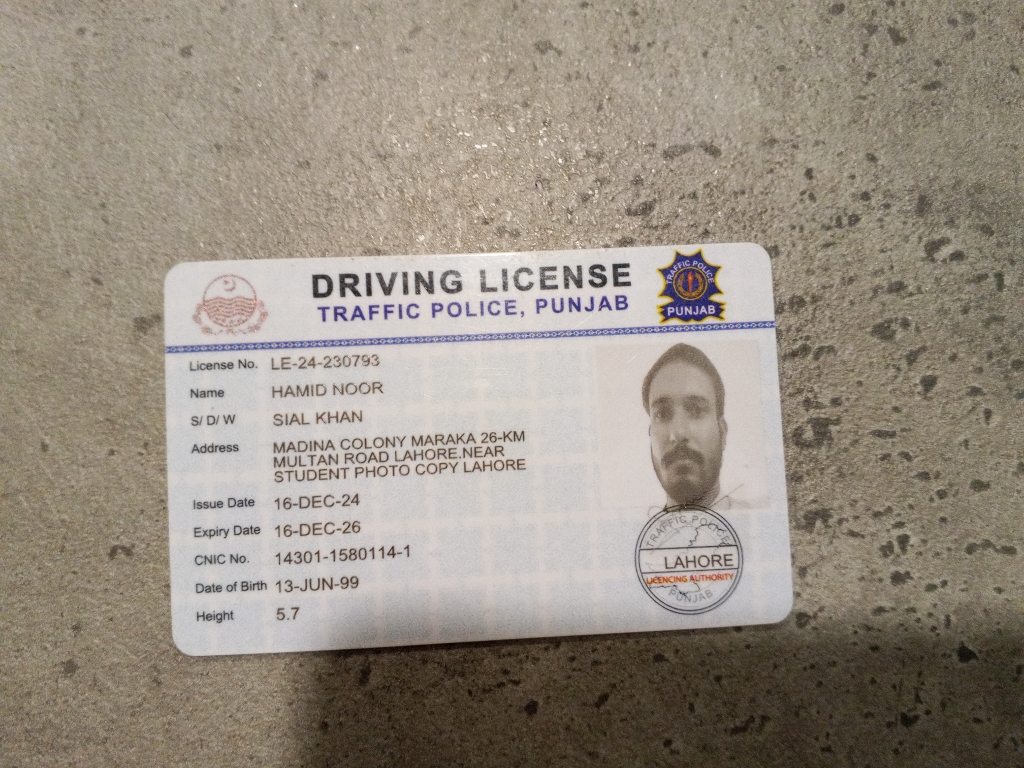 DRIVING LICENSE
TRAFFIC POLICE, PUNJAB
TRAFFIC POLICE
PUNJAB
License No. LE-24-230793
Name HAMID NOOR
S/ D/ W SIAL KHAN
Address MADINA COLONY MARAKA 26-KM
MULTAN ROAD LAHORE.NEAR
STUDENT PHOTO COPY LAHORE
Issue Date 16-DEC-24
Expiry Date 16-DEC-26
CNIC No. 14301-1580114-1
Date of Birth 13-JUN-99
Height 5.7
TRAFFIC POLICE
LAHORE
LICENCING AUTHORITY
PUNJAB